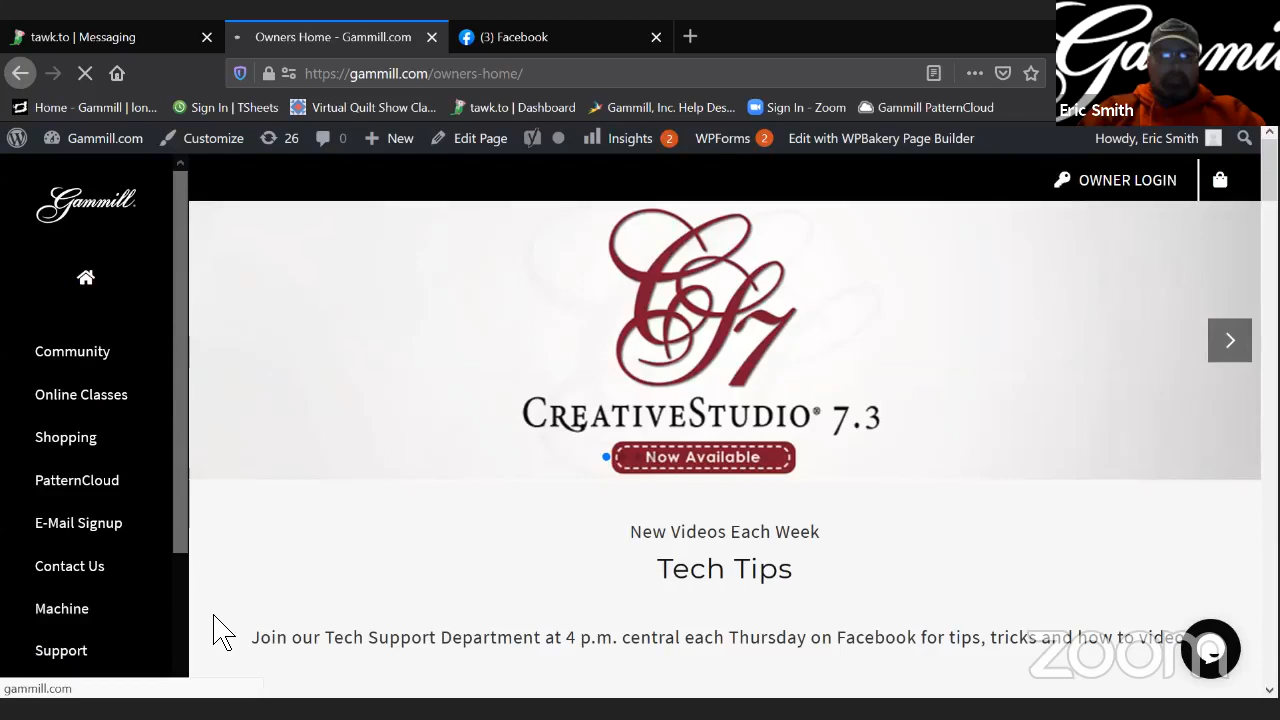 tawk.to | Messaging
Owners Home - Gammill.com
(3) Facebook
https://gammill.com/owners-home/
Home - Gammill | lon...
Sign In | TSheets
Virtual Quilt Show Cla...
tawk.to | Dashboard
Gammill, Inc. Help Des...
Sign In - Zoom
Gammill PatternCloud
Gammill
Eric Smith
Gammill.com
Customize
26
0
New
Edit Page
Insights 2
WPForms 2
Edit with WPBakery Page Builder
Howdy, Eric Smith
Gammill
OWNER LOGIN
Community
Online Classes
Shopping
PatternCloud
E-Mail Signup
Contact Us
Machine
Support
CS7
CREATIVESTUDIO® 7.3
Now Available
New Videos Each Week
Tech Tips
Join our Tech Support Department at 4 p.m. central each Thursday on Facebook for tips, tricks and how to video
zoom
gammill.com